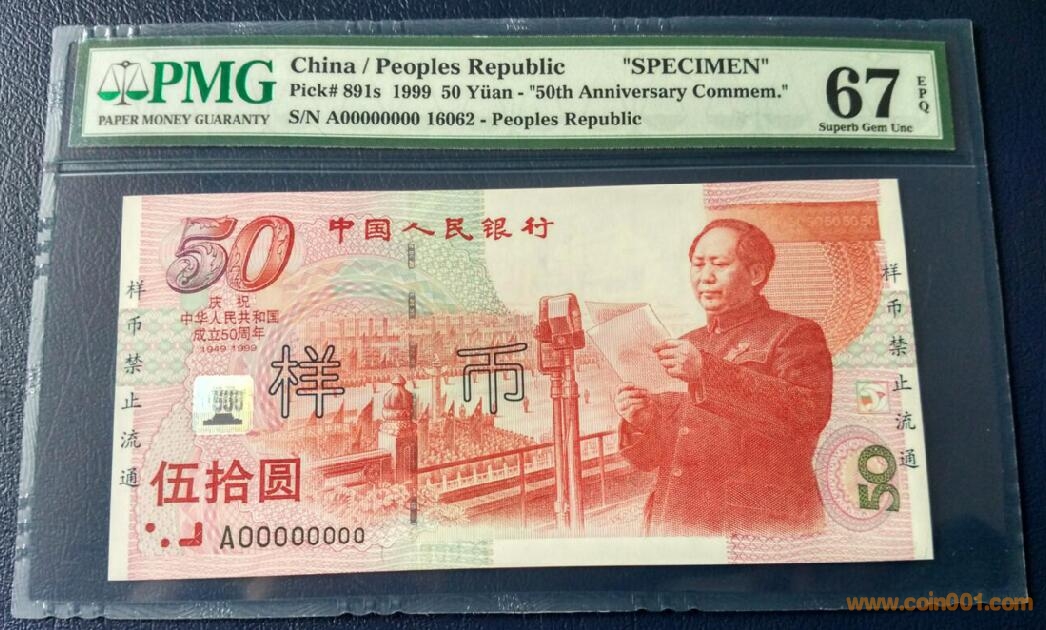 PMG
PAPER MONEY GUARANTY
China / Peoples Republic "SPECIMEN"
Pick# 891s 1999 50 Yüan - "50th Anniversary Commem."
S/N A00000000 16062 - Peoples Republic
67
EPQ
Superb Gem Unc
50
中国人民银行
庆祝
中华人民共和国
成立50周年
1949 1999
样币
样币禁止流通
伍拾圆
A00000000
50 50 50
样币禁止流通
50
www.coin001.com